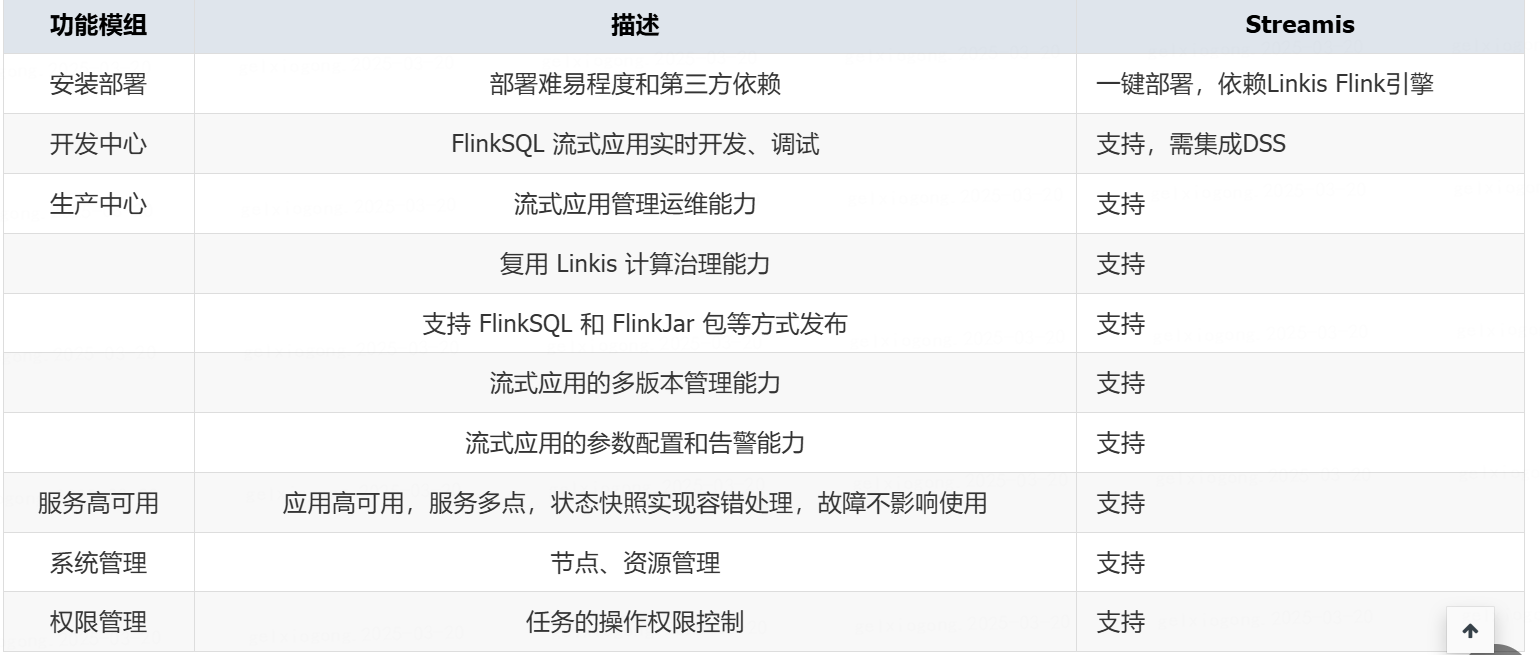 功能模组 描述 Streamis
安装部署 部署难易程度和第三方依赖 一键部署，依赖Linkis Flink引擎
开发中心 FlinkSQL 流式应用实时开发、调试 支持，需集成DSS
生产中心 流式应用管理运维能力 支持
复用 Linkis 计算治理能力 支持
支持 FlinkSQL 和 FlinkJar 包等方式发布 支持
流式应用的多版本管理能力 支持
流式应用的参数配置和告警能力 支持
服务高可用 应用高可用，服务多点，状态快照实现容错处理，故障不影响使用 支持
系统管理 节点、资源管理 支持
权限管理 任务的操作权限控制 支持